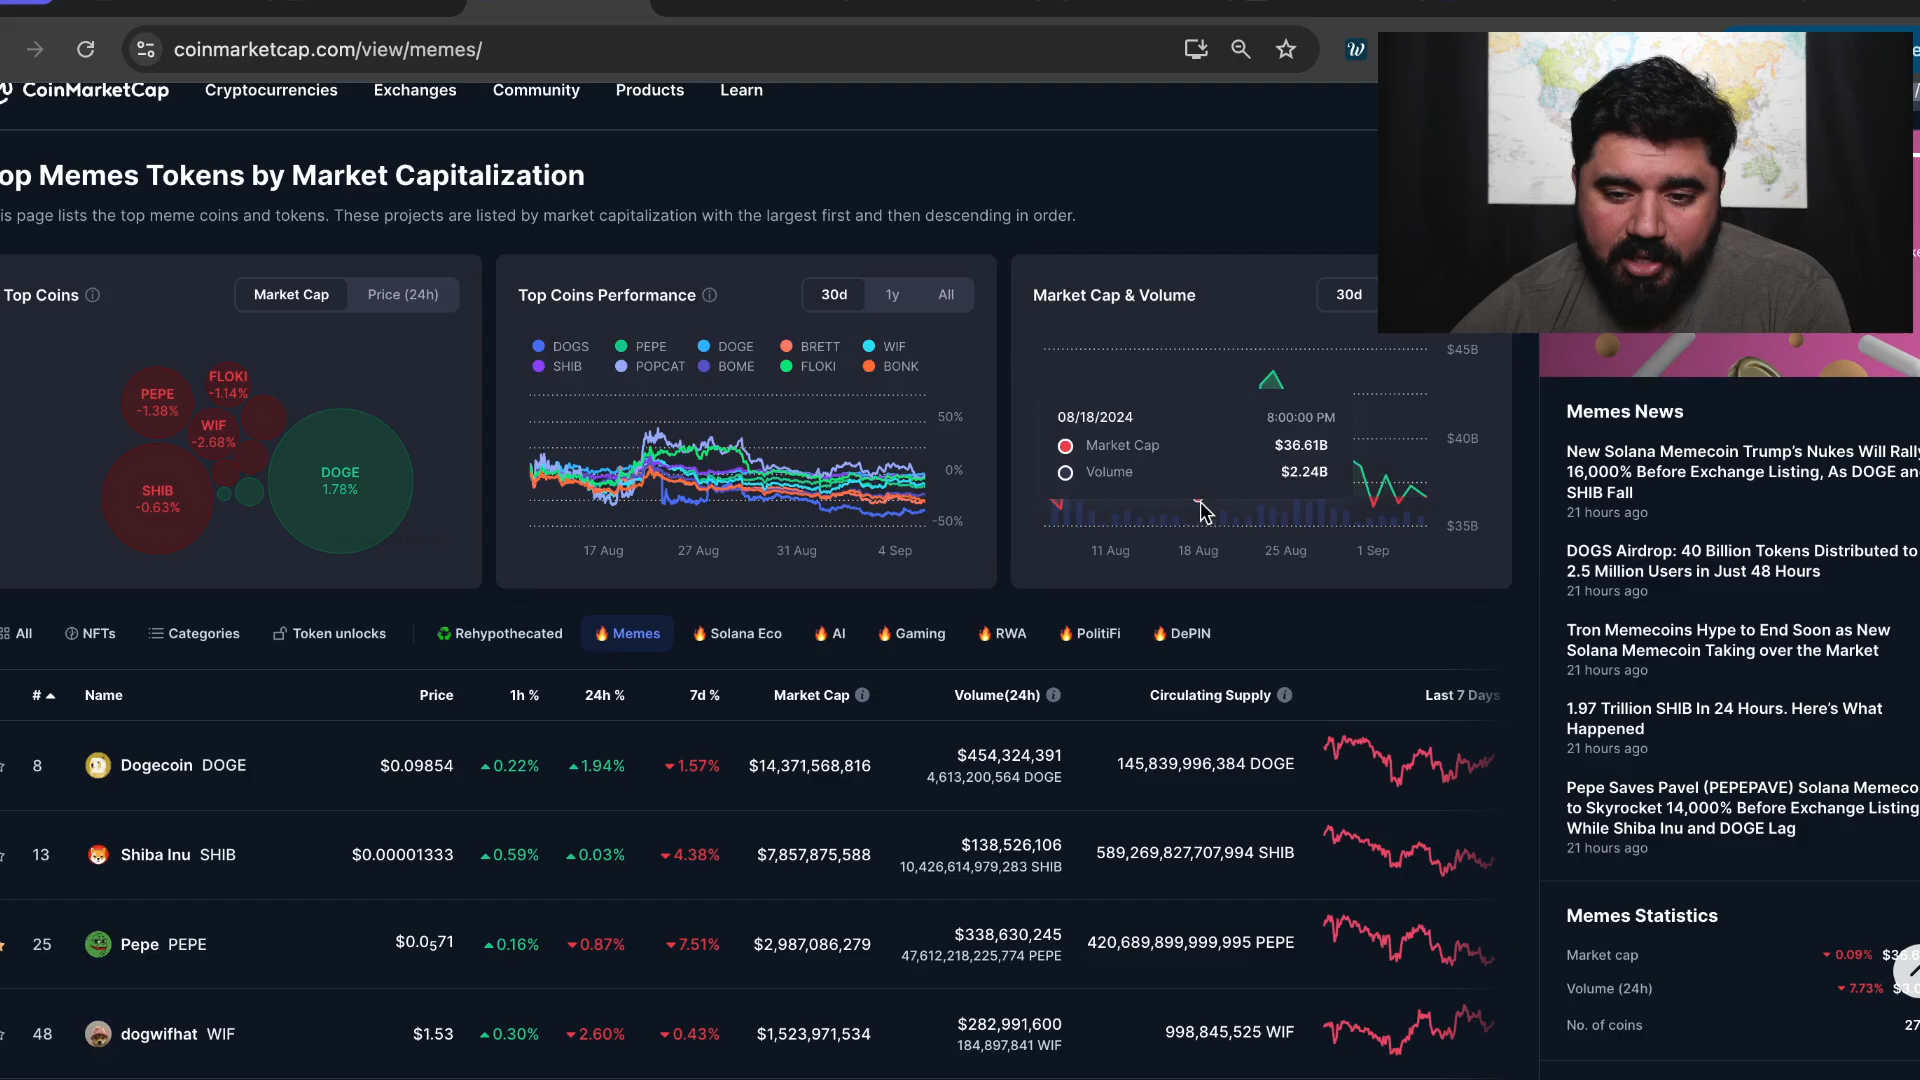 coinmarketcap.com/view/memes/
CoinMarketCap Cryptocurrencies Exchanges Community Products Learn
op Memes Tokens by Market Capitalization
is page lists the top meme coins and tokens. These projects are listed by market capitalization with the largest first and then descending in order.
Top Coins Market Cap Price (24h)
PEPE
-1.38%
FLOKI
-1.14%
WIF
-2.68%
SHIB
-0.63%
DOGE
1.78%
Top Coins Performance 30d 1y All
DOGS PEPE DOGE BRETT WIF
SHIB POPCAT BOME FLOKI BONK
50%
0%
-50%
17 Aug 27 Aug 31 Aug 4 Sep
Market Cap & Volume 30d
$45B
08/18/2024 8:00:00 PM
Market Cap $36.61B
Volume $2.24B
$40B
$35B
11 Aug 18 Aug 25 Aug 1 Sep
All NFTs Categories Token unlocks Rehypothecated Memes Solana Eco AI Gaming RWA PolitiFi DePIN
# Name Price 1h % 24h % 7d % Market Cap Volume(24h) Circulating Supply Last 7 Days
8 Dogecoin DOGE $0.09854 0.22% 1.94% 1.57% $14,371,568,816 $454,324,391 145,839,996,384 DOGE
4,613,200,564 DOGE
13 Shiba Inu SHIB $0.00001333 0.59% 0.03% 4.38% $7,857,875,588 $138,526,106 589,269,827,707,994 SHIB
10,426,614,979,283 SHIB
25 Pepe PEPE $0.0₅71 0.16% 0.87% 7.51% $2,987,086,279 $338,630,245 420,689,899,999,995 PEPE
47,612,218,225,774 PEPE
48 dogwifhat WIF $1.53 0.30% 2.60% 0.43% $1,523,971,534 $282,991,600 998,845,525 WIF
184,897,841 WIF
Memes News
New Solana Memecoin Trump's Nukes Will Rally
16,000% Before Exchange Listing, As DOGE an
SHIB Fall
21 hours ago
DOGS Airdrop: 40 Billion Tokens Distributed to
2.5 Million Users in Just 48 Hours
21 hours ago
Tron Memecoins Hype to End Soon as New
Solana Memecoin Taking over the Market
21 hours ago
1.97 Trillion SHIB In 24 Hours. Here's What
Happened
21 hours ago
Pepe Saves Pavel (PEPEPAVE) Solana Memeco
to Skyrocket 14,000% Before Exchange Listing
While Shiba Inu and DOGE Lag
21 hours ago
Memes Statistics
Market cap 0.09%
Volume (24h) 7.73%
No. of coins